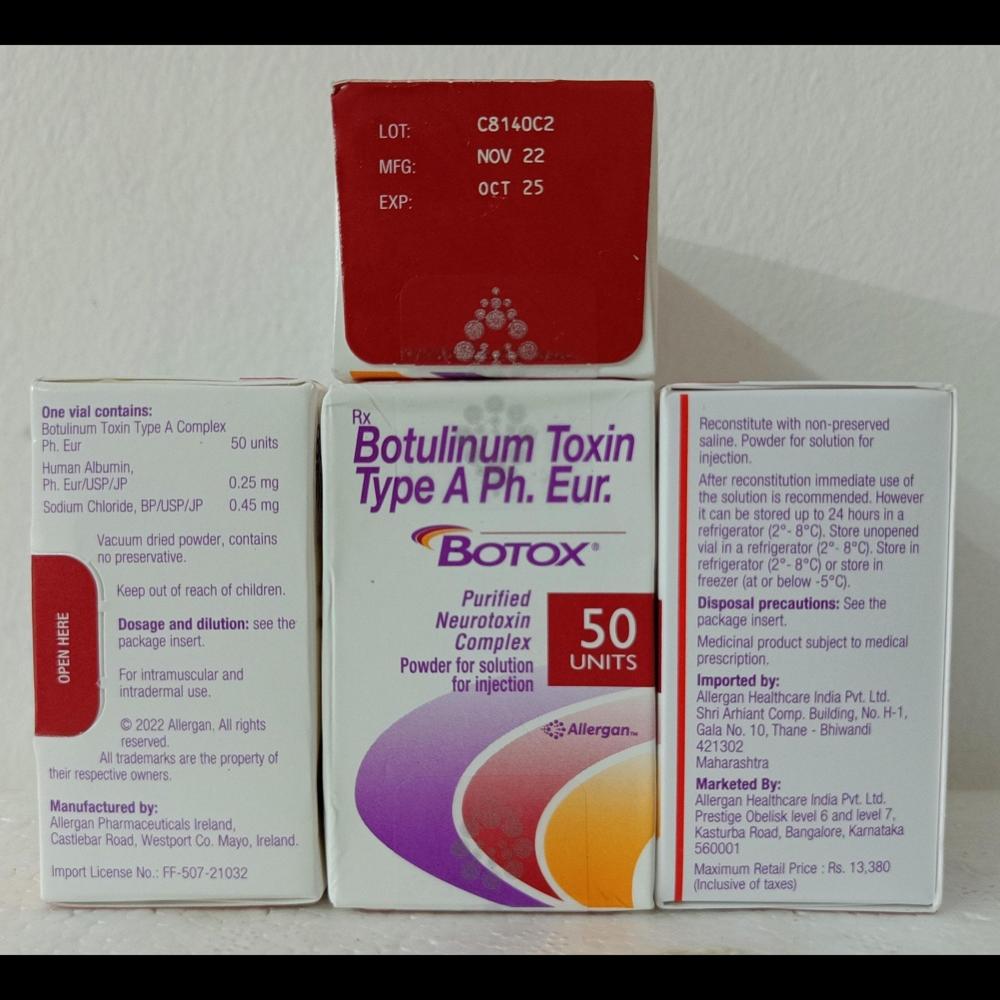 LOT: C8140C2
MFG: NOV 22
EXP: OCT 25
One vial contains:
Botulinum Toxin Type A Complex
Ph. Eur 50 units
Human Albumin,
Ph. Eur/USP/JP 0.25 mg
Sodium Chloride, BP/USP/JP 0.45 mg
Vacuum dried powder, contains
no preservative.
Keep out of reach of children.
Dosage and dilution: see the
package insert.
OPEN HERE
For intramuscular and
intradermal use.
© 2022 Allergan. All rights
reserved.
All trademarks are the property of
their respective owners.
Manufactured by:
Allergan Pharmaceuticals Ireland,
Castlebar Road, Westport Co. Mayo, Ireland.
Import License No.: FF-507-21032
Rx
Botulinum Toxin
Type A Ph. Eur.
BOTOX®
Purified
Neurotoxin
Complex
Powder for solution
for injection
50
UNITS
Allergan™
Reconstitute with non-preserved
saline. Powder for solution for
injection.
After reconstitution immediate use of
the solution is recommended. However
it can be stored up to 24 hours in a
refrigerator (2°- 8°C). Store unopened
vial in a refrigerator (2°- 8°C). Store in
refrigerator (2°- 8°C) or store in
freezer (at or below -5°C).
Disposal precautions: See the
package insert.
Medicinal product subject to medical
prescription.
Imported by:
Allergan Healthcare India Pvt. Ltd.
Shri Arhiant Comp. Building, No. H-1,
Gala No. 10, Thane - Bhiwandi
421302
Maharashtra
Marketed By:
Allergan Healthcare India Pvt. Ltd.
Prestige Obelisk level 6 and level 7,
Kasturba Road, Bangalore, Karnataka
560001
Maximum Retail Price : Rs. 13,380
(Inclusive of taxes)